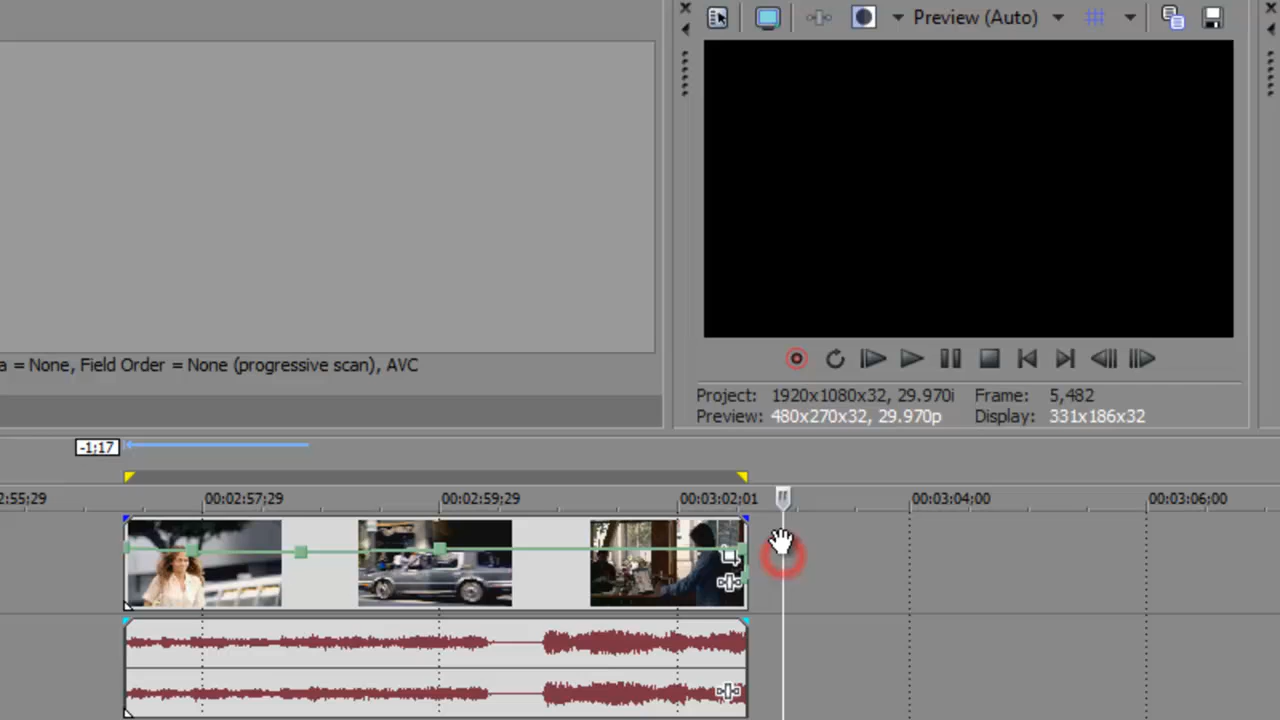 Preview (Auto)
a = None, Field Order = None (progressive scan), AVC
Project: 1920x1080x32, 29.970i Frame: 5,482
Preview: 480x270x32, 29.970p Display: 331x186x32
-1;17
2:55;29 00:02:57;29 00:02:59;29 00:03:02;01 00:03:04;00 00:03:06;00